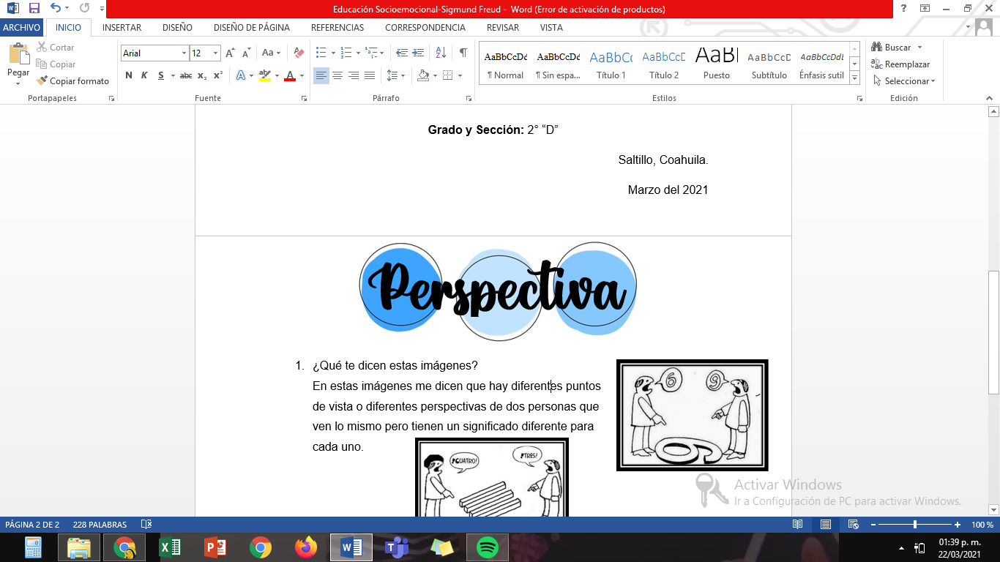 Educación Socioemocional-Sigmund Freud - Word (Error de activación de productos)
ARCHIVO INICIO INSERTAR DISEÑO DISEÑO DE PÁGINA REFERENCIAS CORRESPONDENCIA REVISAR VISTA
Pegar
Cortar
Copiar
Copiar formato
Portapapeles
Arial 12
N K S abc x₂ x²
Fuente
Párrafo
AaBbCcDc AaBbCcDc AaBbCc AaBbCcD AaBl AaBbCcD AaBbCcDdE
¶ Normal ¶ Sin espa... Título 1 Título 2 Puesto Subtítulo Énfasis sutil
Estilos
Buscar
Reemplazar
Seleccionar
Edición
Grado y Sección: 2° “D”
Saltillo, Coahuila.
Marzo del 2021
Perspectiva
1. ¿Qué te dicen estas imágenes?
En estas imágenes me dicen que hay diferentes puntos
de vista o diferentes perspectivas de dos personas que
ven lo mismo pero tienen un significado diferente para
cada uno.
6 9
¡CUATRO! ¡TRES!
Activar Windows
Ir a Configuración de PC para activar Windows.
PÁGINA 2 DE 2 228 PALABRAS 100 %
01:39 p. m.
22/03/2021